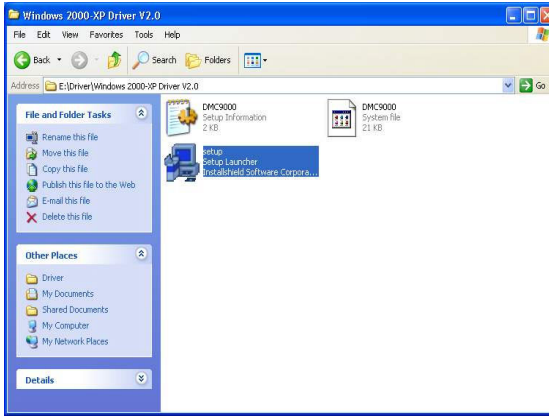 Windows 2000-XP Driver V2.0
File Edit View Favorites Tools Help
Back Search Folders
Address E:\Driver\Windows 2000-XP Driver V2.0 Go
File and Folder Tasks
Rename this file
Move this file
Copy this file
Publish this file to the Web
E-mail this file
Delete this file
Other Places
Driver
My Documents
Shared Documents
My Computer
My Network Places
Details
DMC9000
Setup Information
2 KB
DMC9000
System file
21 KB
setup
Setup Launcher
Installshield Software Corpora...